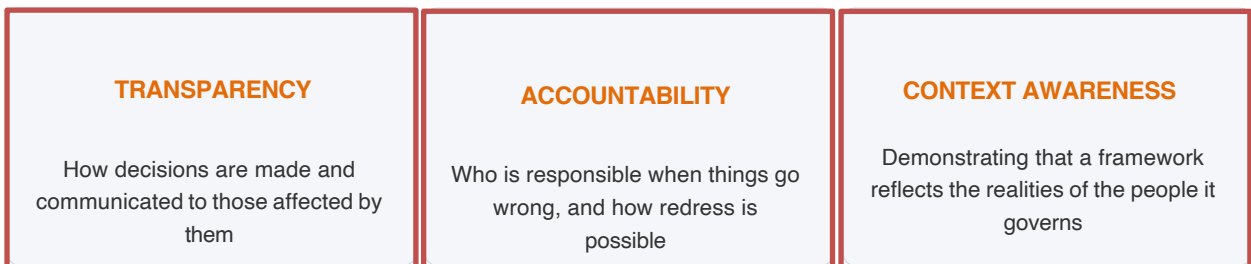 TRANSPARENCY
How decisions are made and
communicated to those affected by
them
ACCOUNTABILITY
Who is responsible when things go
wrong, and how redress is
possible
CONTEXT AWARENESS
Demonstrating that a framework
reflects the realities of the people it
governs